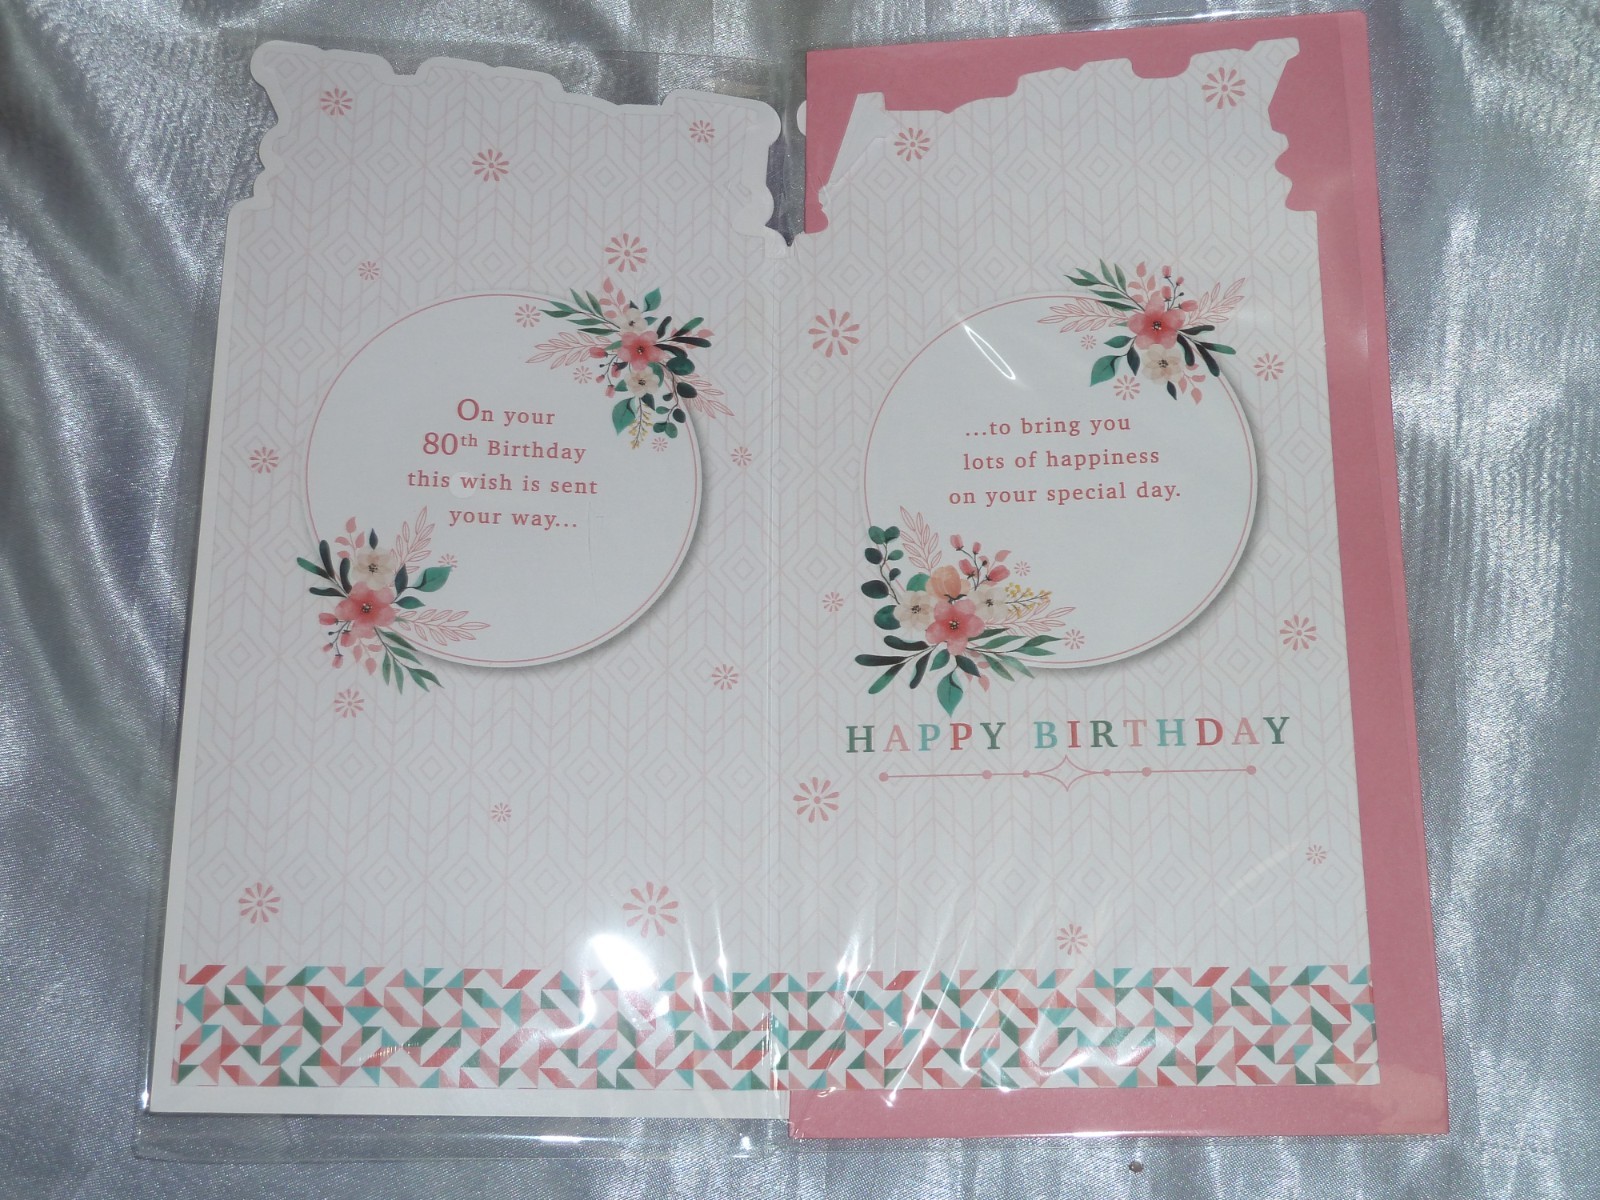 On your
80th Birthday
this wish is sent
your way...
...to bring you
lots of happiness
on your special day.
HAPPY BIRTHDAY